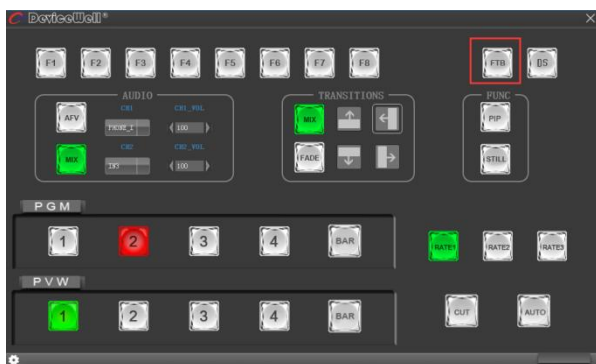 DeviceWell®
F1 F2 F3 F4 F5 F6 F7 F8 FTB DS
AUDIO TRANSITIONS FUNC
AFV CH1 CH1_VOL MIX PIP
100
MIX CH2 CH2_VOL FADE STILL
IN3 100
PGM
1 2 3 4 BAR RATE1 RATE2 RATE3
PVW
1 2 3 4 BAR CUT AUTO